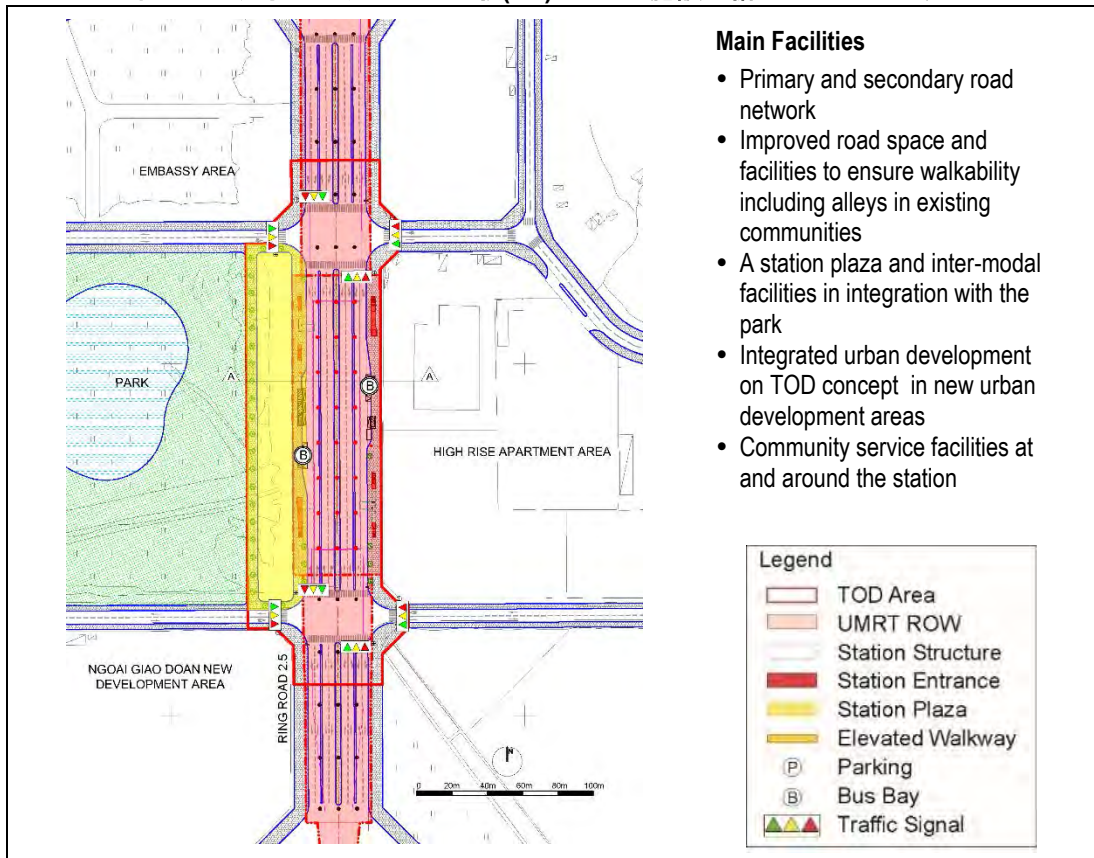 Main Facilities
• Primary and secondary road
network
• Improved road space and
facilities to ensure walkability
including alleys in existing
communities
• A station plaza and inter-modal
facilities in integration with the
park
• Integrated urban development
on TOD concept in new urban
development areas
• Community service facilities at
and around the station
EMBASSY AREA
PARK
A
A
B
B
HIGH RISE APARTMENT AREA
NGOAI GIAO DOAN NEW
DEVELOPMENT AREA
RING ROAD 2.5
0 20m 40m 60m 80m 100m
Legend
TOD Area
UMRT ROW
Station Structure
Station Entrance
Station Plaza
Elevated Walkway
P Parking
B Bus Bay
Traffic Signal